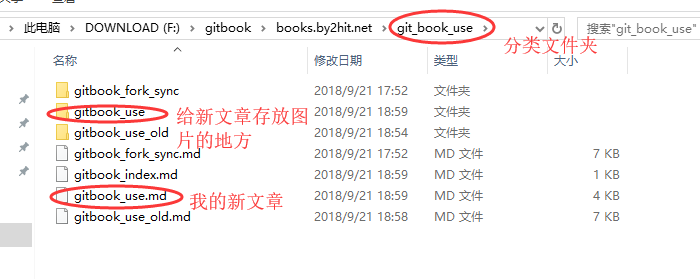 此电脑 > DOWNLOAD (F:) > gitbook > books.by2hit.net > git_book_use > 搜索"git_book_use"
分类文件夹
名称 修改日期 类型 大小
gitbook_fork_sync 2018/9/21 17:52 文件夹
gitbook_use 2018/9/21 18:59 文件夹
给新文章存放图片的地方
gitbook_use_old 2018/9/21 18:54 文件夹
gitbook_fork_sync.md 2018/9/21 17:52 MD 文件 7 KB
gitbook_index.md 2018/9/21 18:59 MD 文件 1 KB
gitbook_use.md 2018/9/21 18:59 MD 文件 4 KB
我的新文章
gitbook_use_old.md 2018/9/21 18:58 MD 文件 7 KB